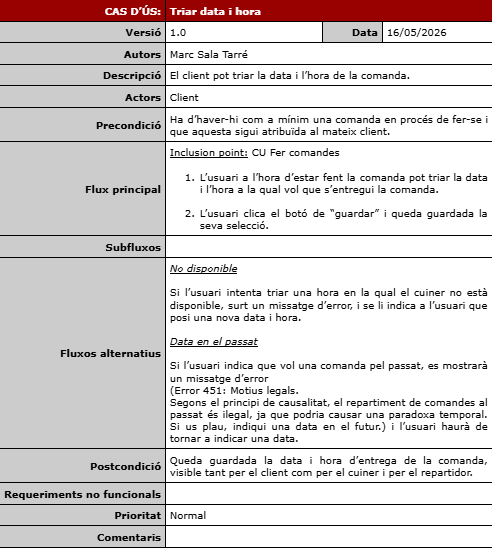 CAS D’ÚS: Triar data i hora
Versió 1.0 Data 16/05/2026
Autors Marc Sala Tarré
Descripció El client pot triar la data i l’hora de la comanda.
Actors Client
Precondició Ha d’haver-hi com a mínim una comanda en procés de fer-se i
que aquesta sigui atribuïda al mateix client.
Flux principal
Inclusion point: CU Fer comandes
1. L’usuari a l’hora d’estar fent la comanda pot triar la data
i l’hora a la qual vol que s’entregui la comanda.
2. L’usuari clica el botó de “guardar” i queda guardada la
seva selecció.
Subfluxos
Fluxos alternatius
No disponible
Si l’usuari intenta triar una hora en la qual el cuiner no està
disponible, surt un missatge d’error, i se li indica a l’usuari que
posi una nova data i hora.
Data en el passat
Si l’usuari indica que vol una comanda pel passat, es mostrarà
un missatge d’error
(Error 451: Motius legals.
Segons el principi de causalitat, el repartiment de comandes al
passat és ilegal, ja que podria causar una paradoxa temporal.
Si us plau, indiqui una data en el futur.) i l’usuari haurà de
tornar a indicar una data.
Postcondició Queda guardada la data i hora d’entrega de la comanda,
visible tant per el client com per el cuiner i per el repartidor.
Requeriments no funcionals
Prioritat Normal
Comentaris